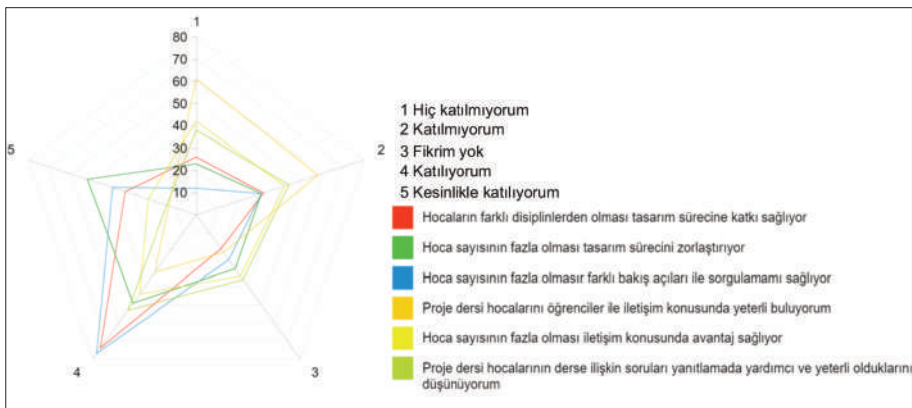 1
80
70
60
50
40
30
20
10
5
2
4
3
1 Hiç katılmıyorum
2 Katılmıyorum
3 Fikrim yok
4 Katılıyorum
5 Kesinlikle katılıyorum
Hocaların farklı disiplinlerden olması tasarım sürecine katkı sağlıyor
Hoca sayısının fazla olması tasarım sürecini zorlaştırıyor
Hoca sayısının fazla olmasır farklı bakış açıları ile sorgulamamı sağlıyor
Proje dersi hocalarını öğrenciler ile iletişim konusunda yeterli buluyorum
Hoca sayısının fazla olması iletişim konusunda avantaj sağlıyor
Proje dersi hocalarının derse ilişkin soruları yanıtlamada yardımcı ve yeterli olduklarını
düşünüyorum